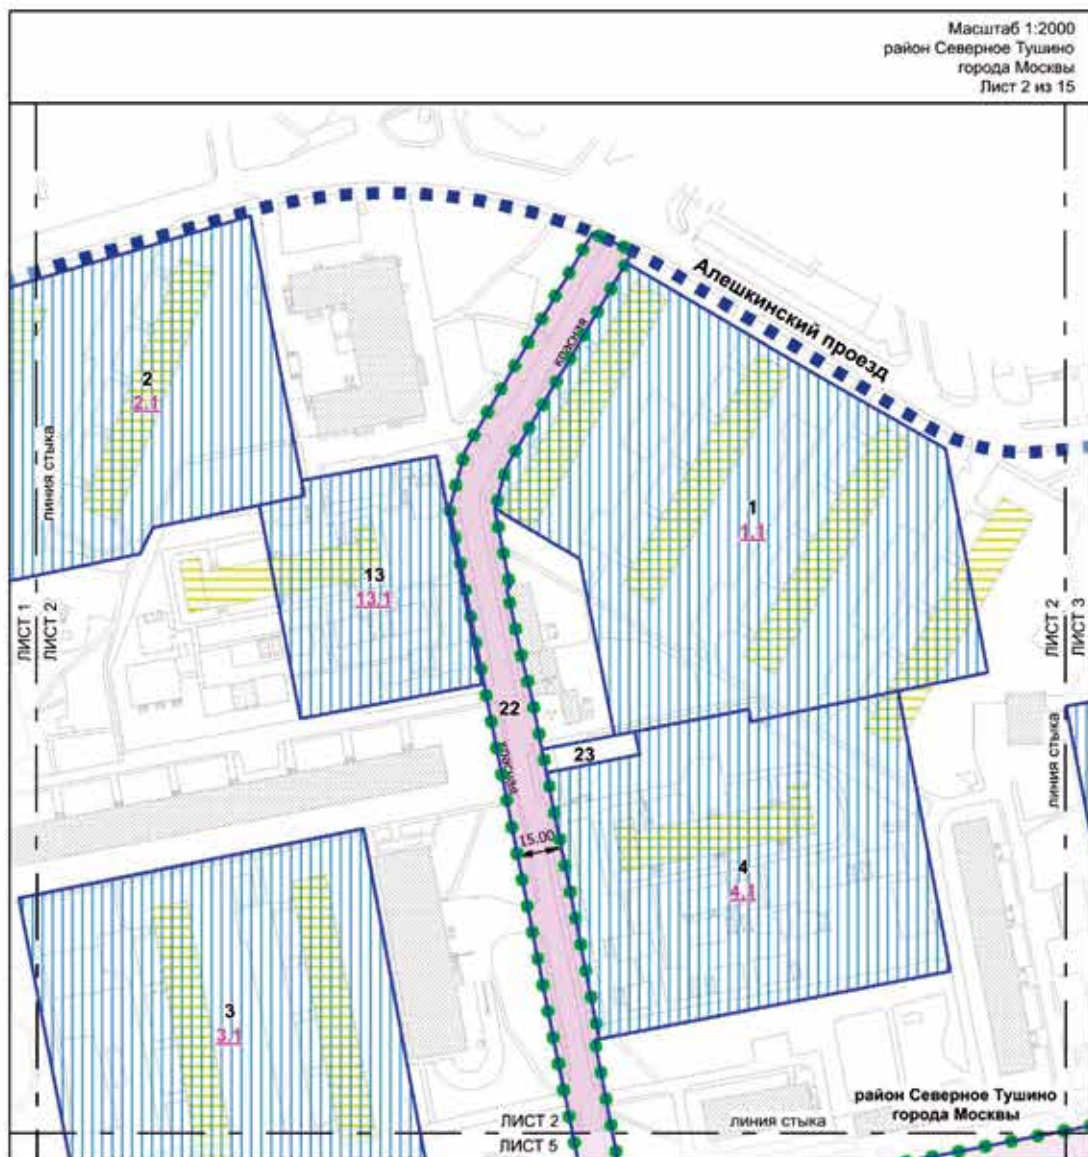 Масштаб 1:2000
район Северное Тушино
города Москвы
Лист 2 из 15
Алешкинский проезд
красная
2
2.1
линия стыка
1
1.1
13
13.1
ЛИСТ 1
ЛИСТ 2
ЛИСТ 2
ЛИСТ 3
22
23
линия стыка
красная
15.00
4
4.1
3
3.1
район Северное Тушино
города Москвы
ЛИСТ 2
линия стыка
ЛИСТ 5